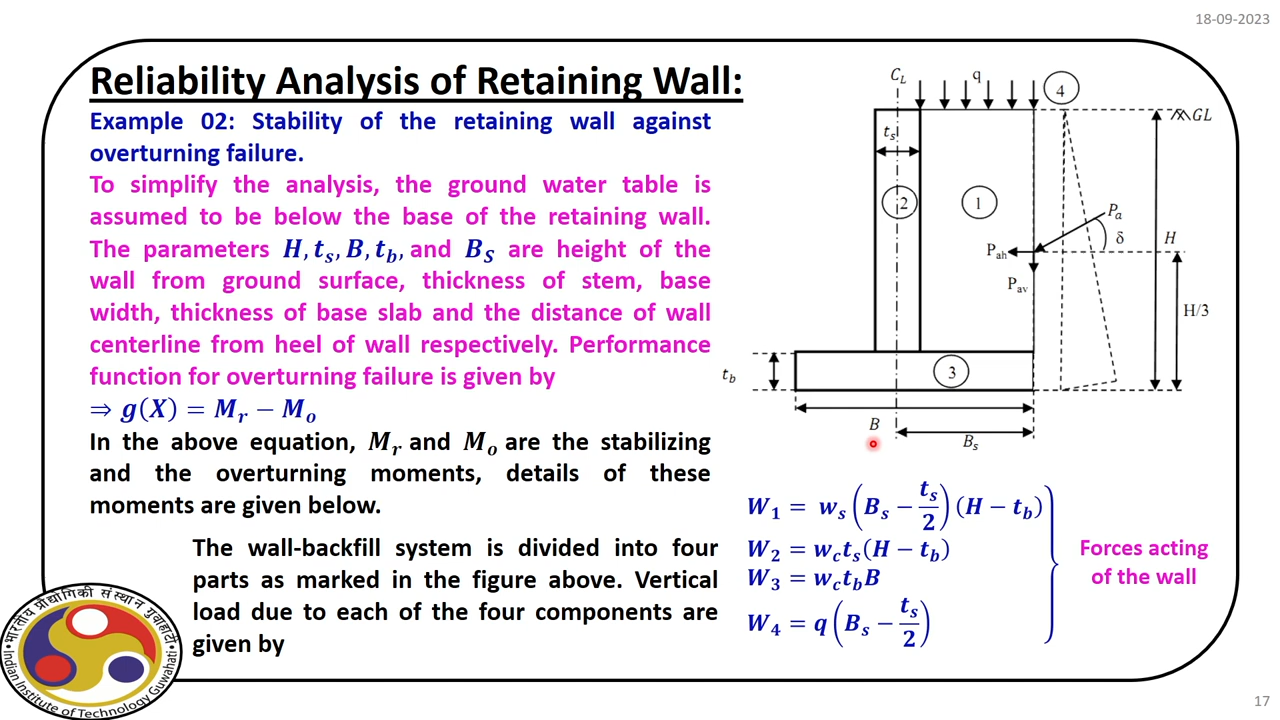 18-09-2023
Reliability Analysis of Retaining Wall:
Example 02: Stability of the retaining wall against
overturning failure.
To simplify the analysis, the ground water table is
assumed to be below the base of the retaining wall.
The parameters H, t_s, B, t_b, and B_S are height of the
wall from ground surface, thickness of stem, base
width, thickness of base slab and the distance of wall
centerline from heel of wall respectively. Performance
function for overturning failure is given by
⇒ g(X) = M_r − M_o
In the above equation, M_r and M_o are the stabilizing
and the overturning moments, details of these
moments are given below.
The wall-backfill system is divided into four
parts as marked in the figure above. Vertical
load due to each of the four components are
given by
C_L
q
4
GL
t_s
2
1
P_a
δ
H
P_ah
P_av
H/3
3
t_b
B
B_s
W_1 = w_s (B_s − t_s/2) (H − t_b)
W_2 = w_c t_s (H − t_b)
W_3 = w_c t_b B
W_4 = q (B_s − t_s/2)
Forces acting
of the wall
भारतीय प्रौद्योगिकी संस्थान गुवाहाटी
Indian Institute of Technology Guwahati
17